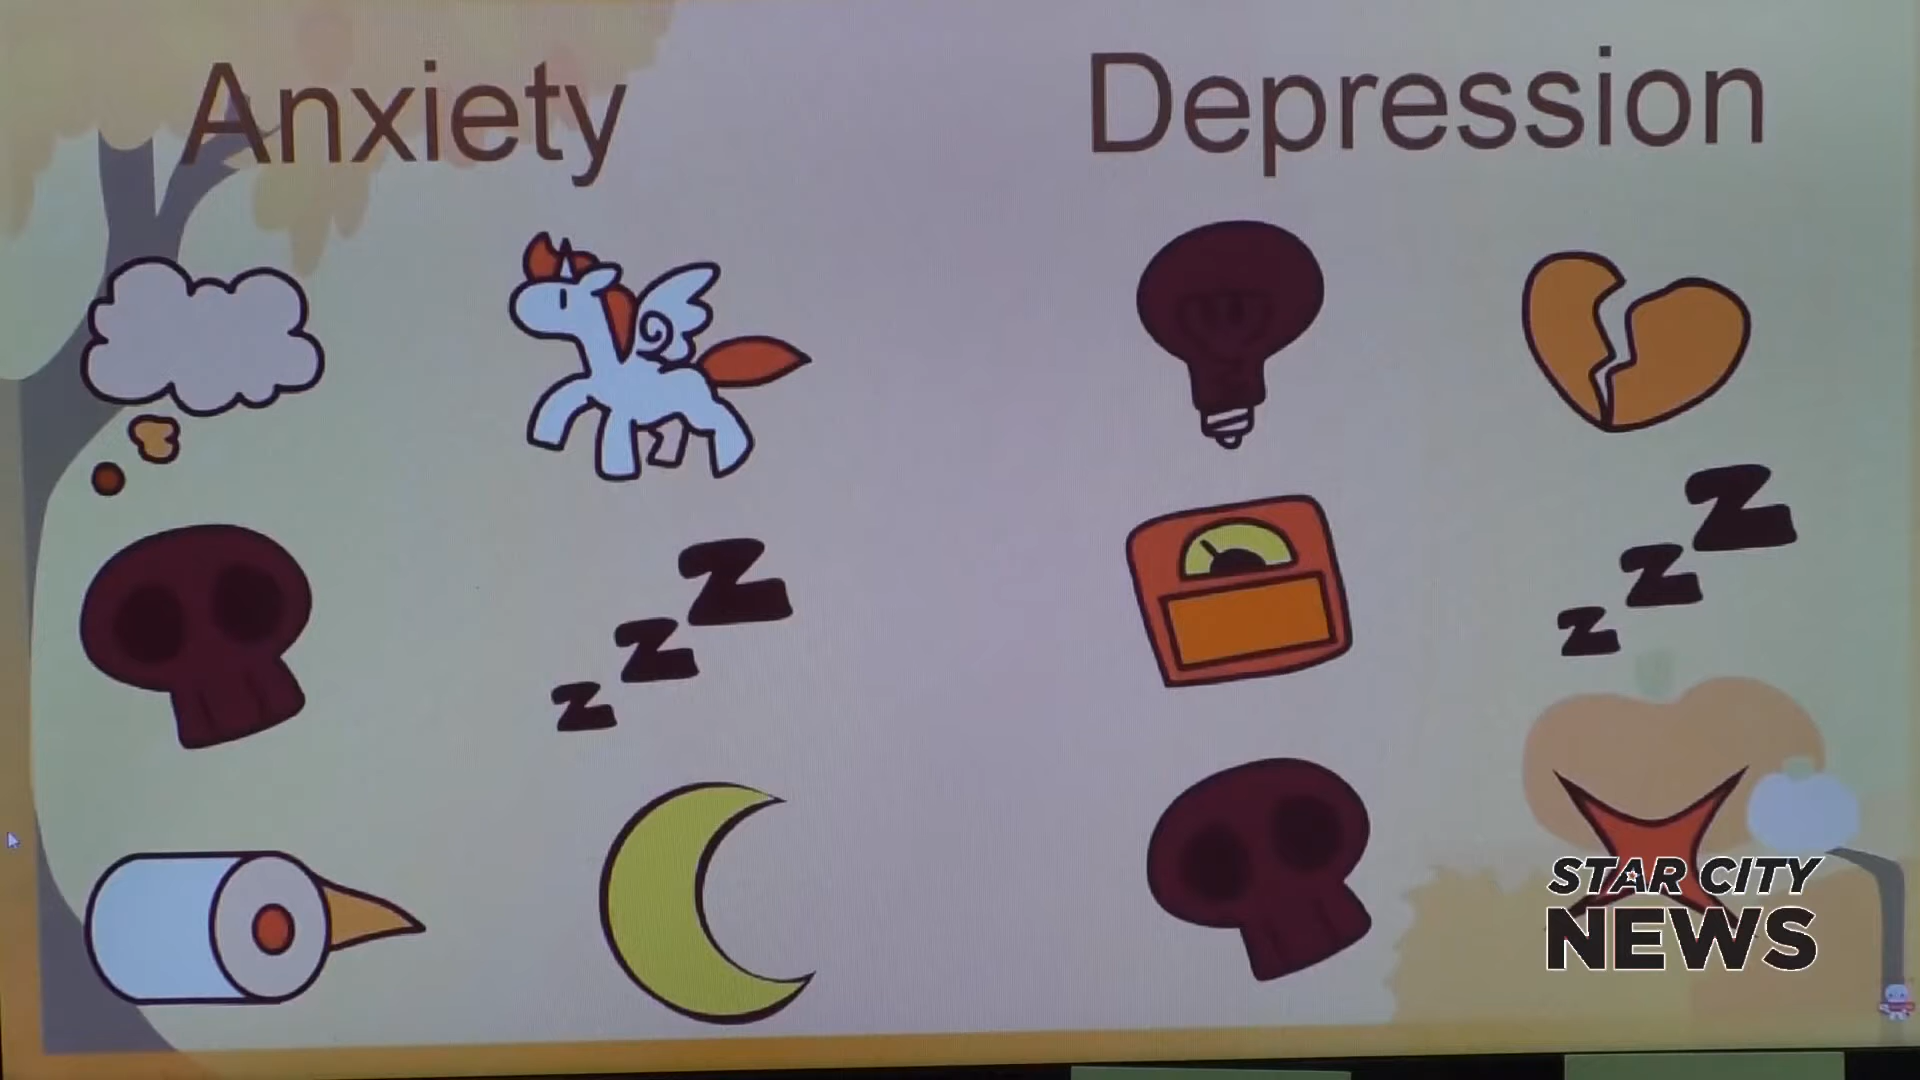 Anxiety
Depression
z z z
z z z
STAR CITY
NEWS